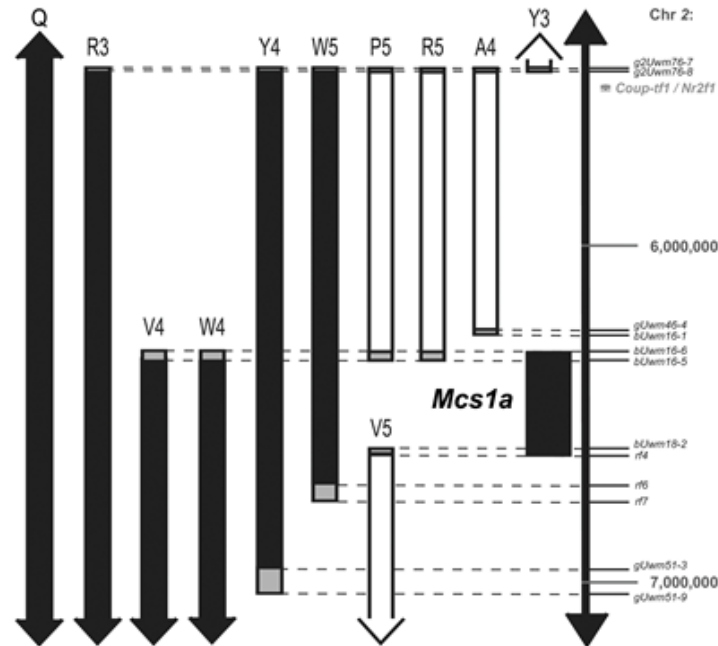 Q
R3
Y4
W5
P5
R5
A4
Y3
Chr 2:
g2Uwm76-7
g2Uwm76-8
Coup-tf1 / Nr2f1
6,000,000
gUwm46-4
bUwm16-1
V4
W4
bUwm16-6
bUwm16-5
Mcs1a
V5
bUwm18-2
rf4
rf6
rf7
gUwm51-3
7,000,000
gUwm51-9